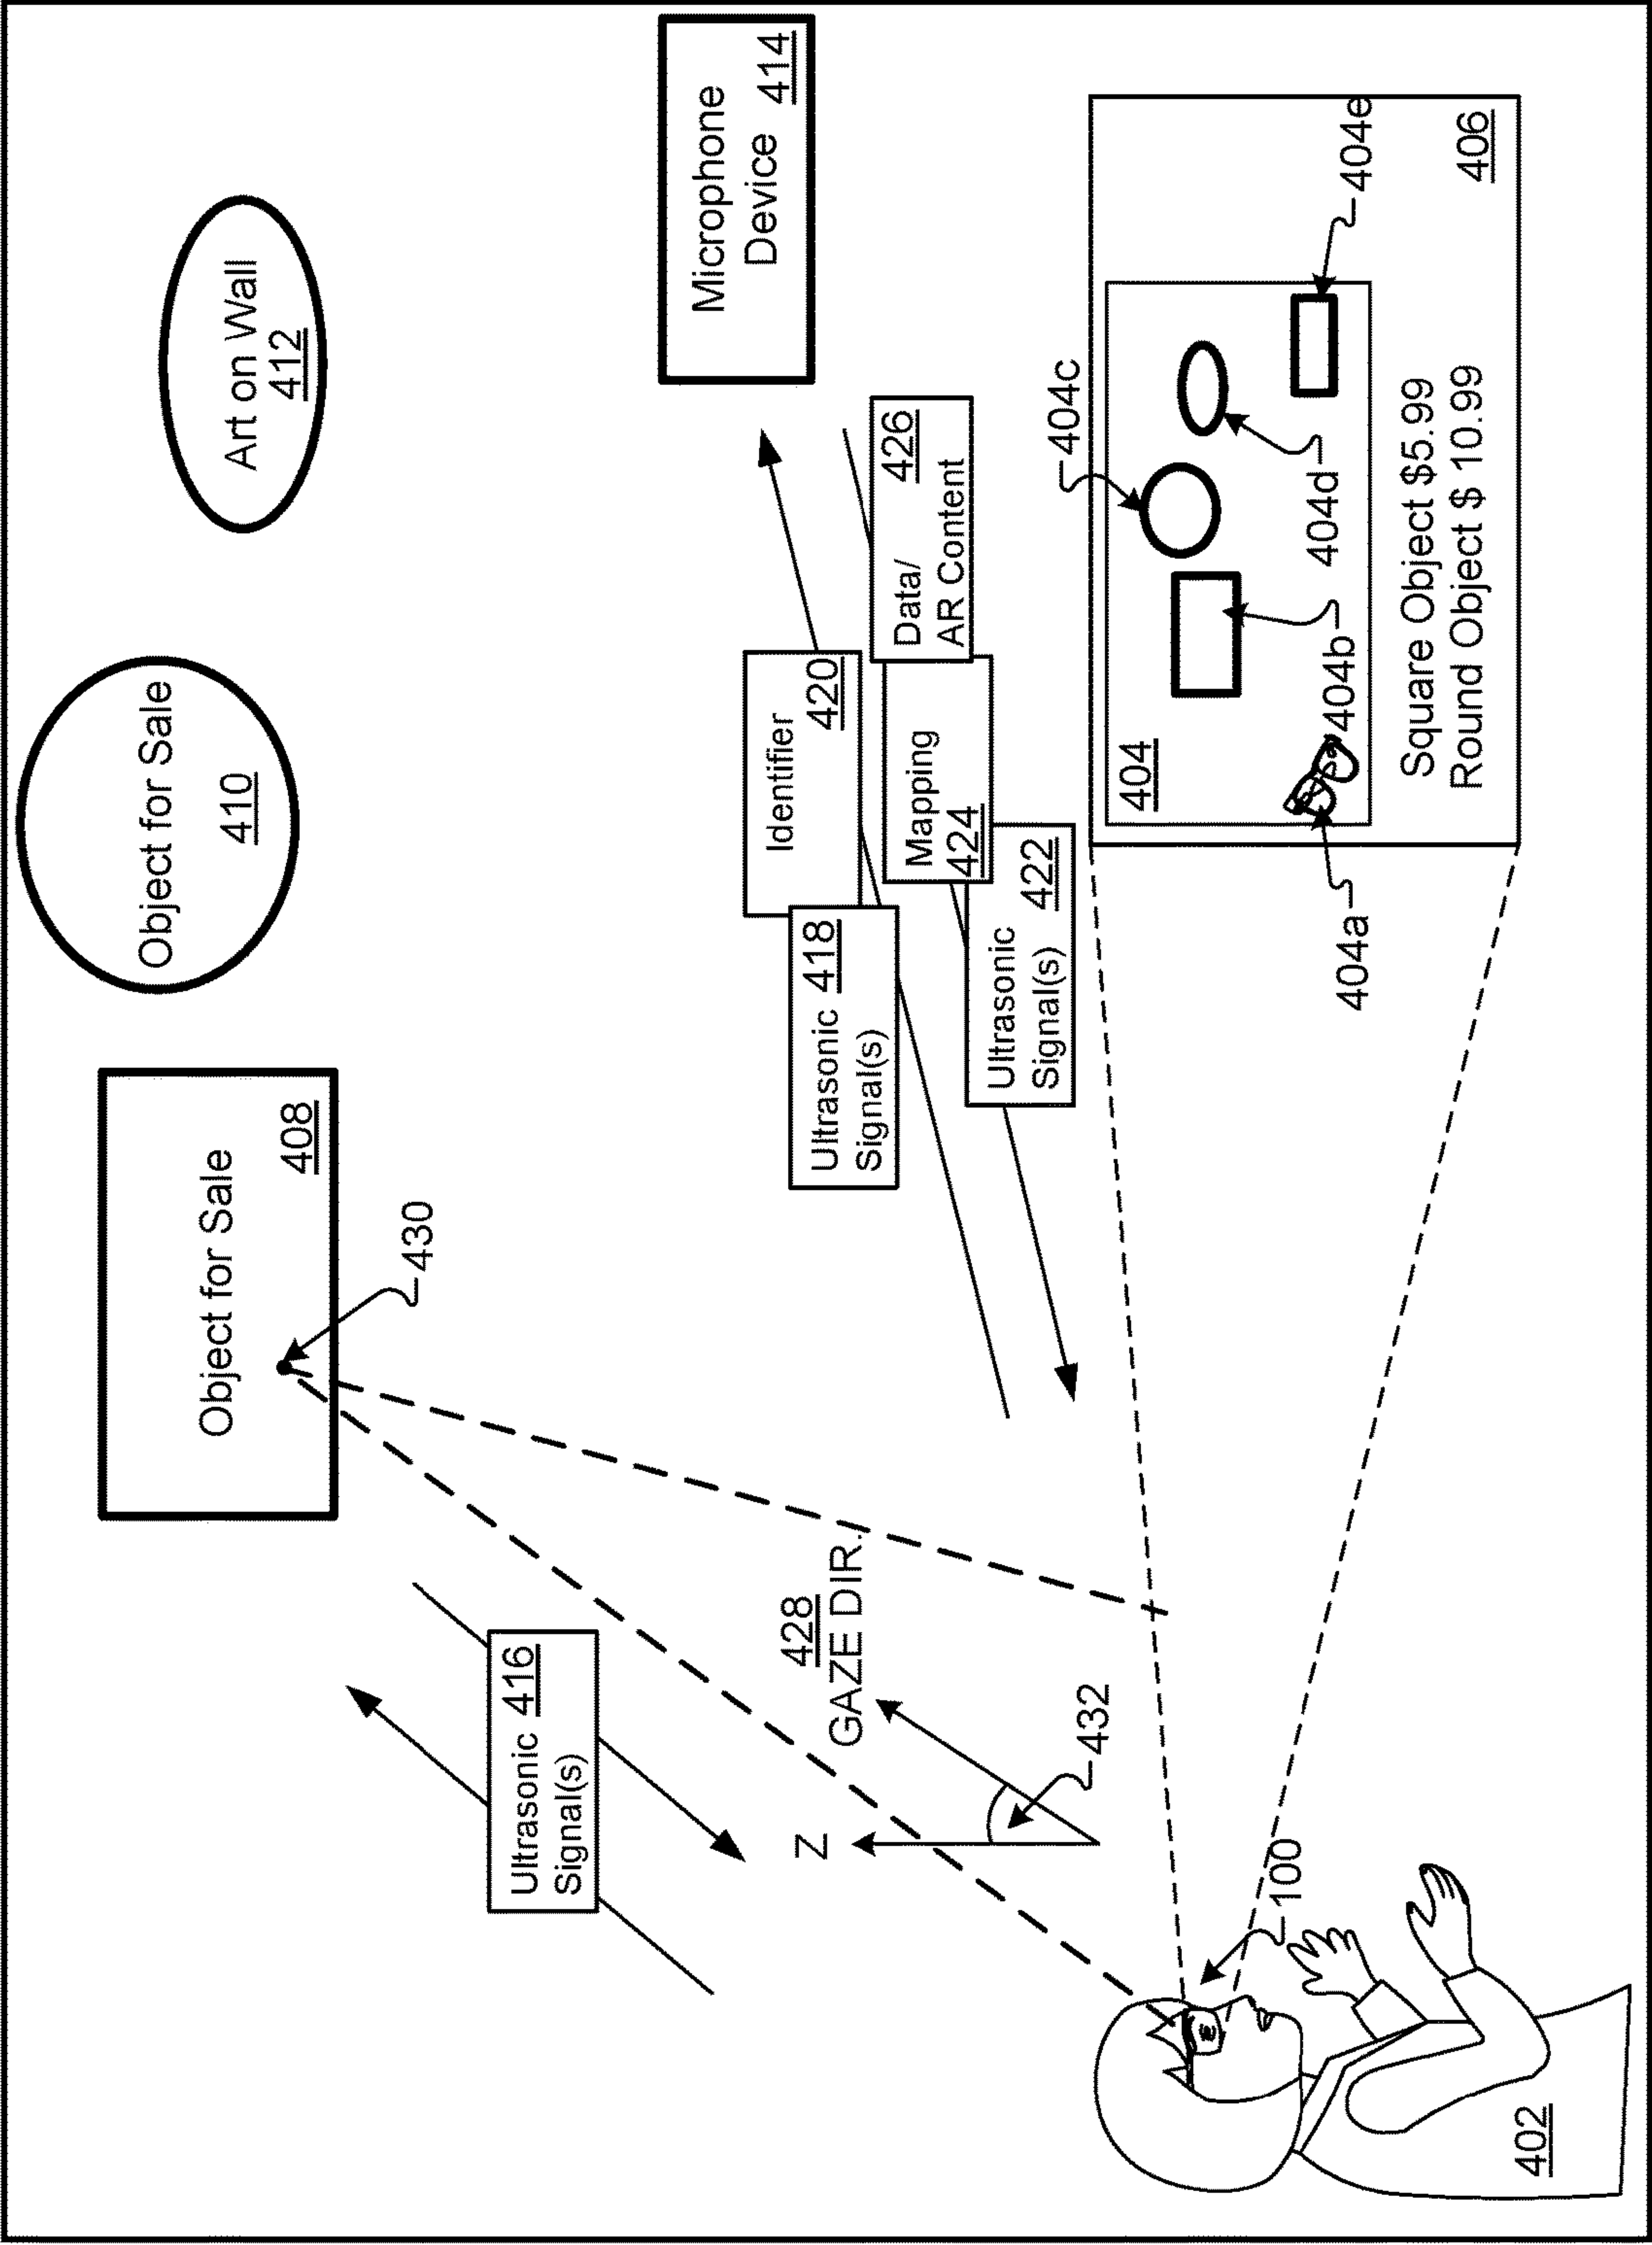 Object for Sale
408
430
Object for Sale
410
Art on Wall
412
Ultrasonic 416
Signal(s)
Z
428
GAZE DIR.
432
Identifier
420
Ultrasonic 418
Signal(s)
Microphone
Device 414
Data/ 426
AR Content
Mapping
424
Ultrasonic 422
Signal(s)
100
402
404
404a
404b
404c
404d
404e
Square Object $5.99
Round Object $ 10.99
406